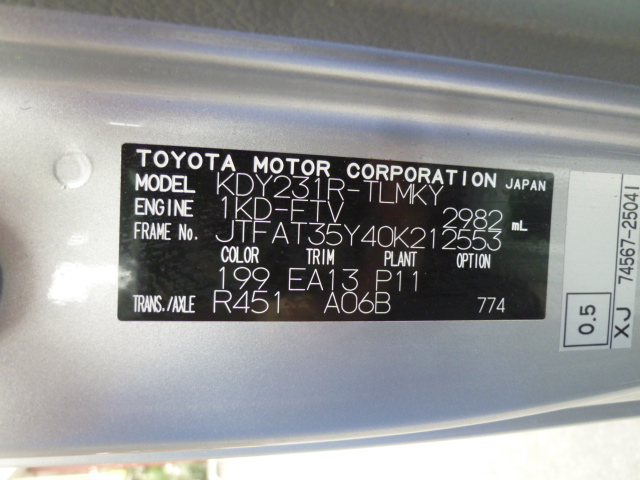 TOYOTA MOTOR CORPORATION JAPAN
MODEL KDY231R-TLMKY
ENGINE 1KD-FTV 2982 mL
FRAME No. JTFAT35Y40K212553
COLOR TRIM PLANT OPTION
199 EA13 P11
TRANS./AXLE R451 A06B 774
0.5
XJ 74567-25041